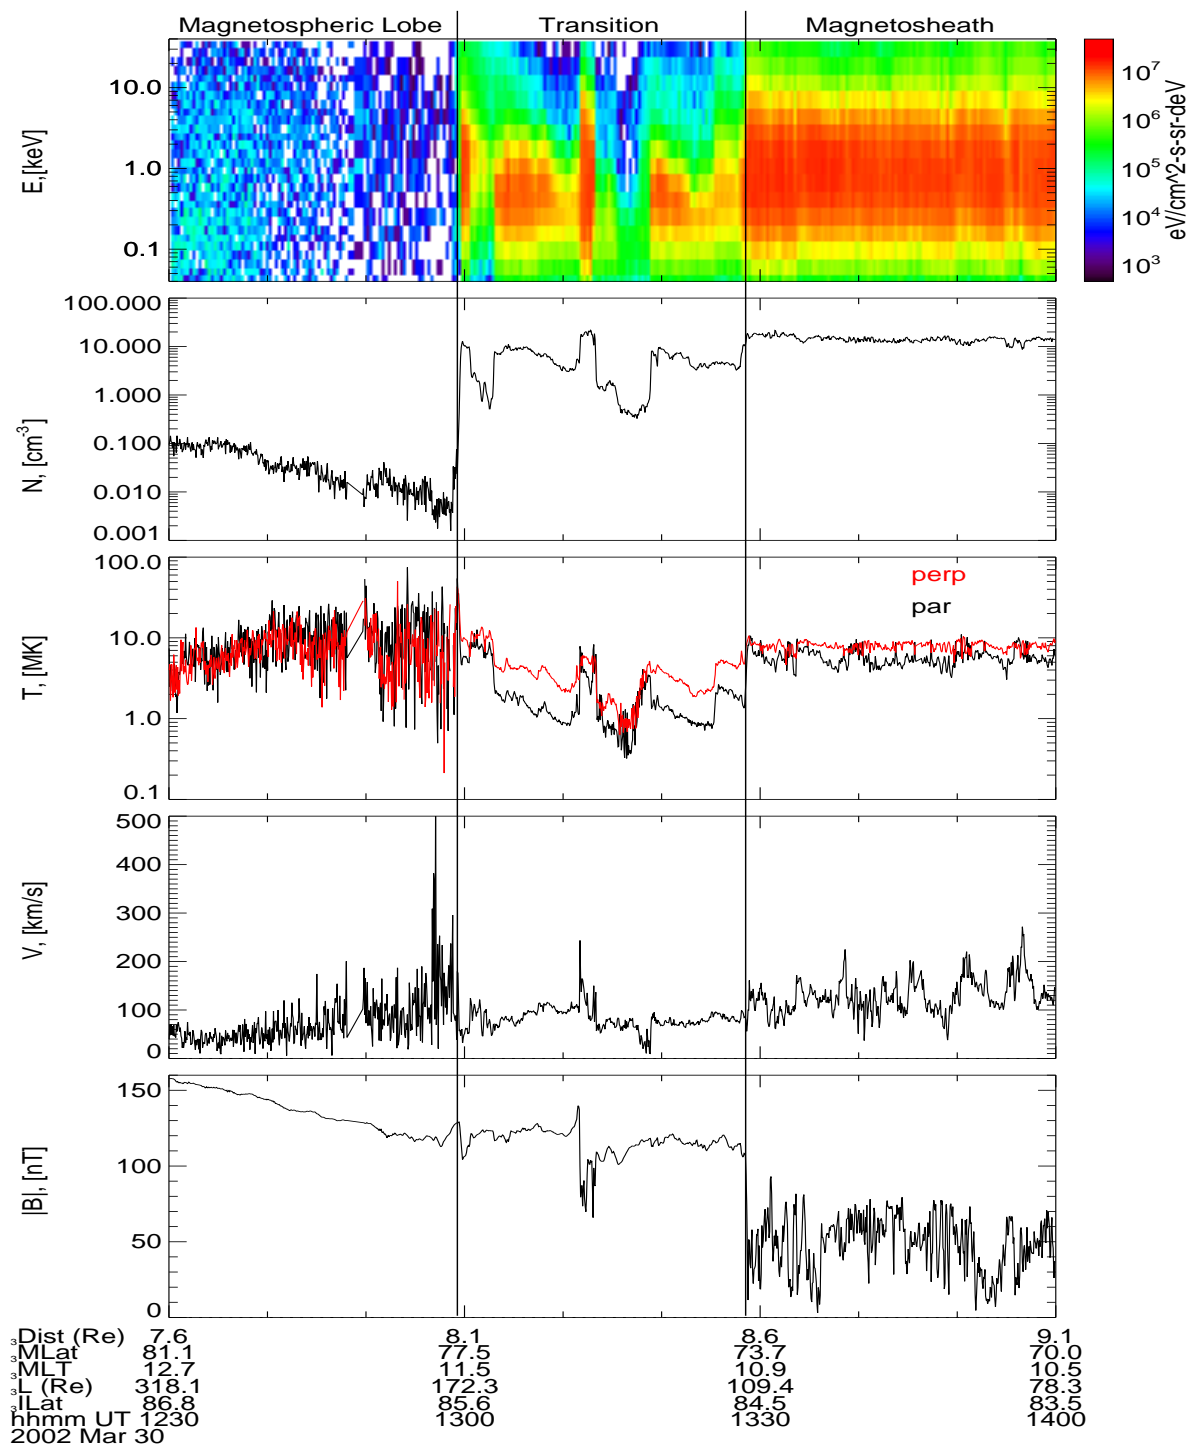 Magnetospheric Lobe Transition Magnetosheath
10.0
1.0
0.1
E,[keV]
10^7
10^6
10^5
10^4
10^3
eV/cm^2-s-sr-deV
100.000
10.000
1.000
0.100
0.010
0.001
N, [cm^-3]
100.0
10.0
1.0
0.1
T, [MK]
perp
par
500
400
300
200
100
0
V, [km/s]
150
100
50
0
|B|, [nT]
3Dist (Re) 7.6 8.1 8.6 9.1
3MLat 81.1 77.5 73.7 70.0
3MLT 12.7 11.5 10.9 10.5
3L (Re) 318.1 172.3 109.4 78.3
3ILat 86.8 85.6 84.5 83.5
hhmm UT 1230 1300 1330 1400
2002 Mar 30